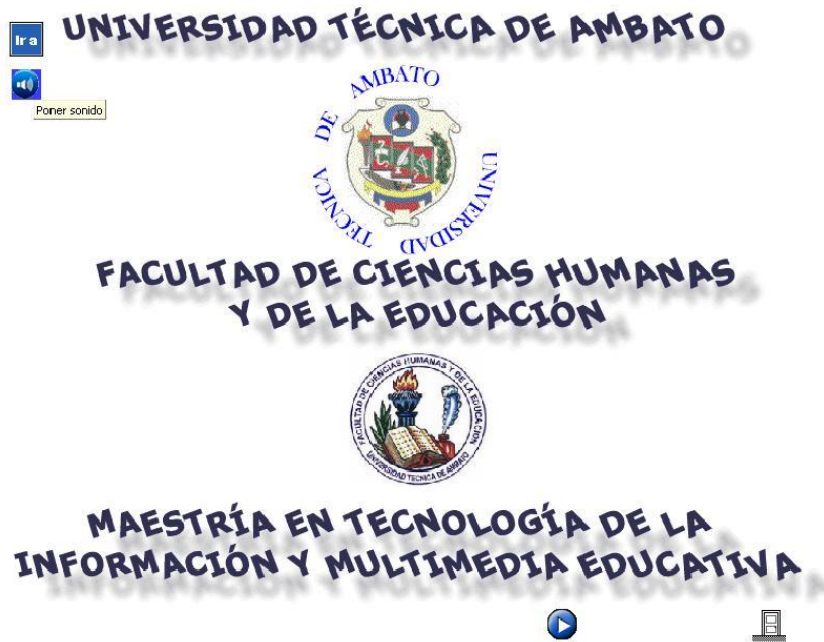 UNIVERSIDAD TÉCNICA DE AMBATO
Ir a
Poner sonido
UNIVERSIDAD TÉCNICA DE AMBATO
FACULTAD DE CIENCIAS HUMANAS
Y DE LA EDUCACIÓN
FACULTAD DE CIENCIAS HUMANAS Y DE LA EDUCACIÓN
UNIVERSIDAD TECNICA DE AMBATO
MAESTRÍA EN TECNOLOGÍA DE LA
INFORMACIÓN Y MULTIMEDIA EDUCATIVA